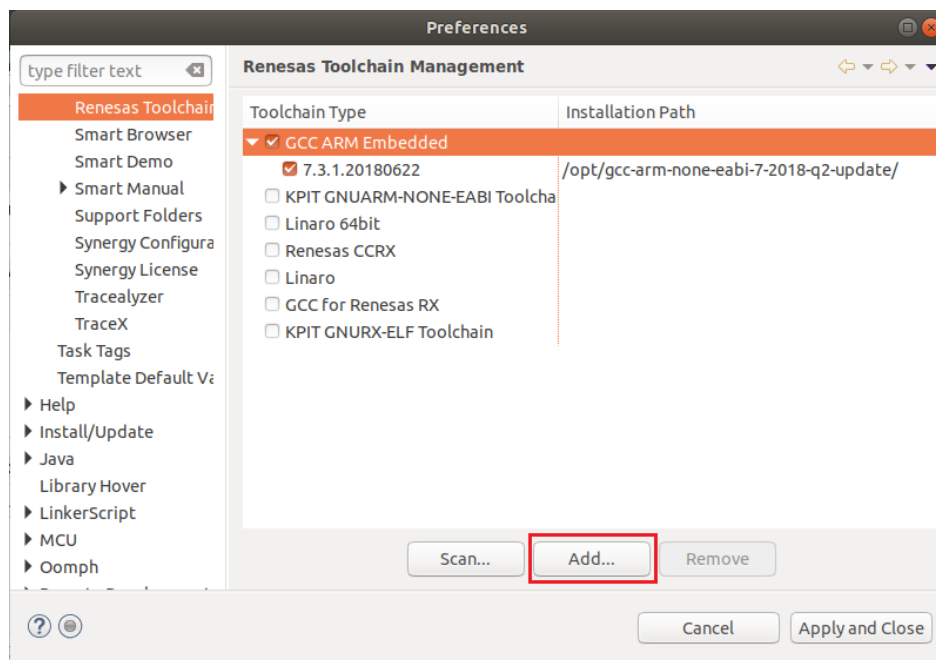 Preferences
type filter text
Renesas Toolchain
Smart Browser
Smart Demo
Smart Manual
Support Folders
Synergy Configura
Synergy License
Tracealyzer
TraceX
Task Tags
Template Default Va
Help
Install/Update
Java
Library Hover
LinkerScript
MCU
Oomph
Renesas Toolchain Management
Toolchain Type Installation Path
GCC ARM Embedded
7.3.1.20180622 /opt/gcc-arm-none-eabi-7-2018-q2-update/
KPIT GNUARM-NONE-EABI Toolcha
Linaro 64bit
Renesas CCRX
Linaro
GCC for Renesas RX
KPIT GNURX-ELF Toolchain
Scan... Add... Remove
? Cancel Apply and Close